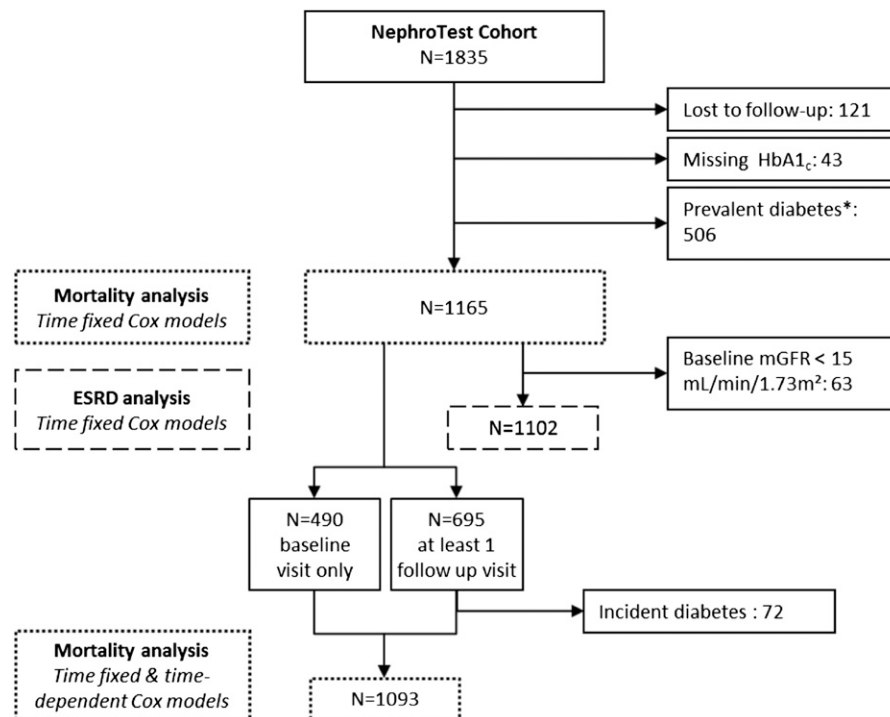 NephroTest Cohort
N=1835
Lost to follow-up: 121
Missing HbA1c: 43
Prevalent diabetes*:
506
Mortality analysis
Time fixed Cox models
N=1165
Baseline mGFR < 15
mL/min/1.73m²: 63
ESRD analysis
Time fixed Cox models
N=1102
N=490
baseline
visit only
N=695
at least 1
follow up visit
Incident diabetes : 72
Mortality analysis
Time fixed & time-
dependent Cox models
N=1093